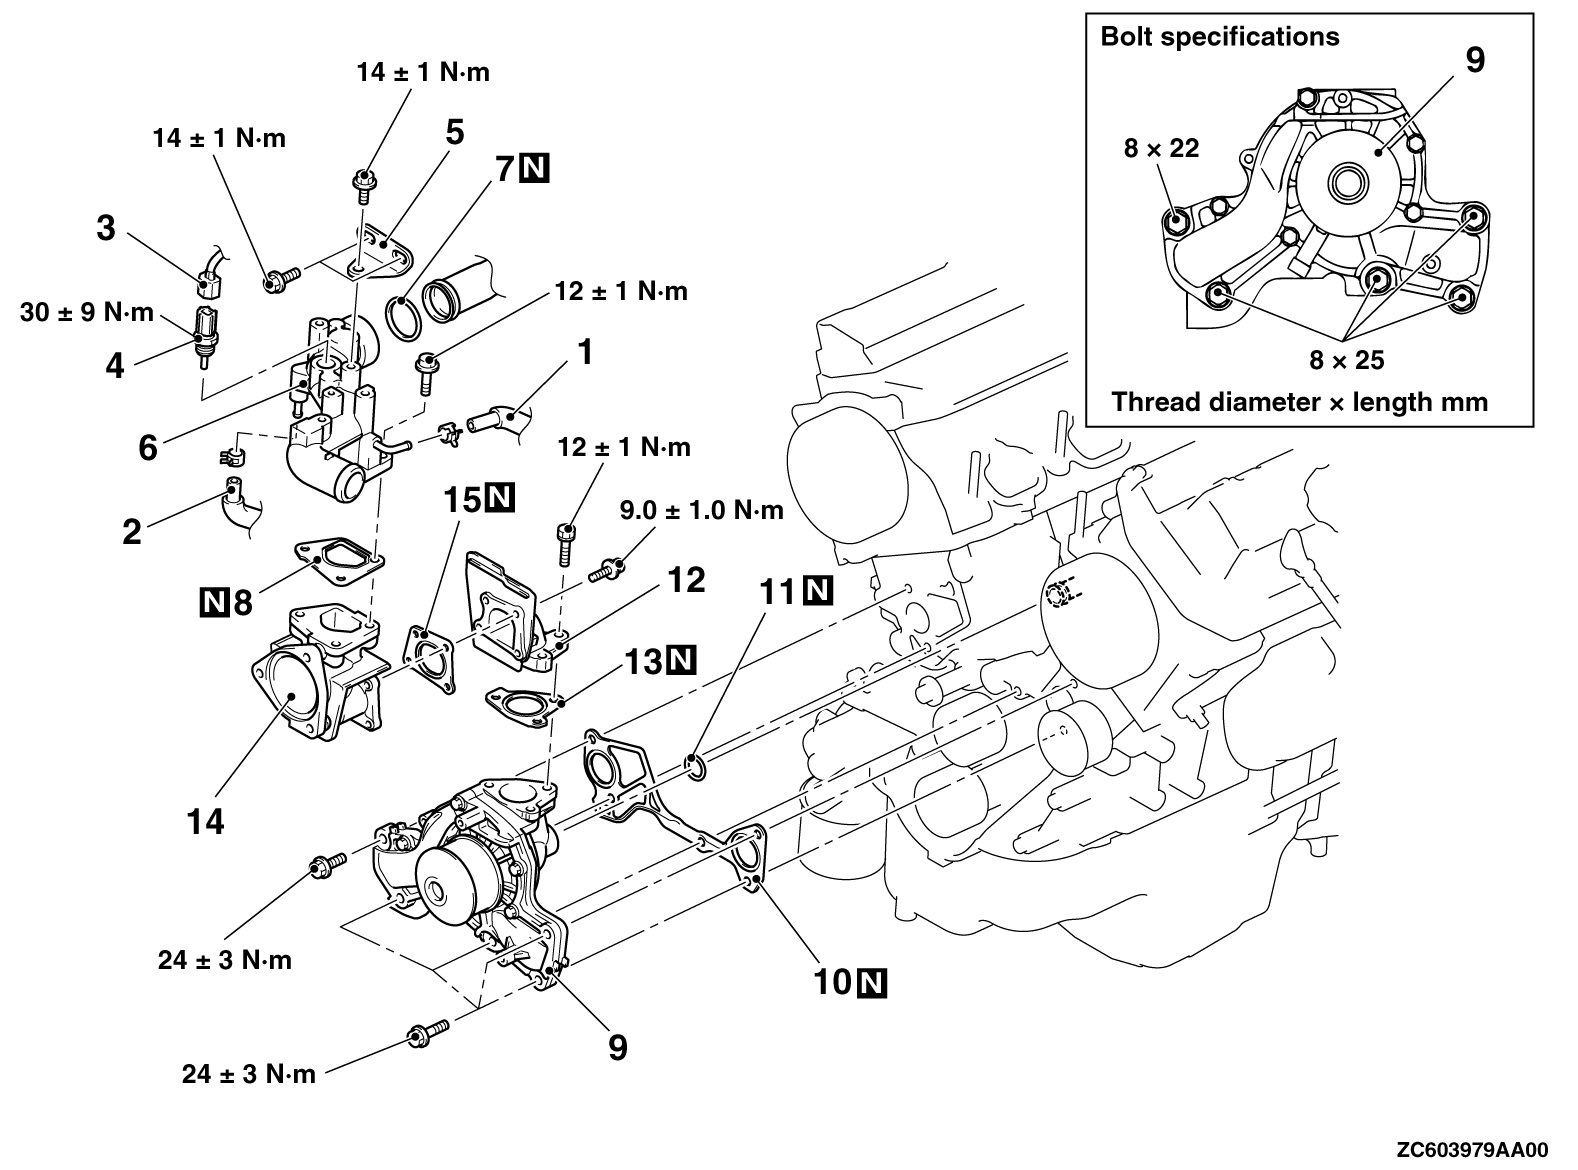 Bolt specifications
9
8 × 22
8 × 25
Thread diameter × length mm
14 ± 1 N·m
5
14 ± 1 N·m
7 N
3
12 ± 1 N·m
30 ± 9 N·m
4
1
6
12 ± 1 N·m
15 N
9.0 ± 1.0 N·m
2
12
11 N
N 8
13 N
14
24 ± 3 N·m
10 N
9
24 ± 3 N·m
ZC603979AA00